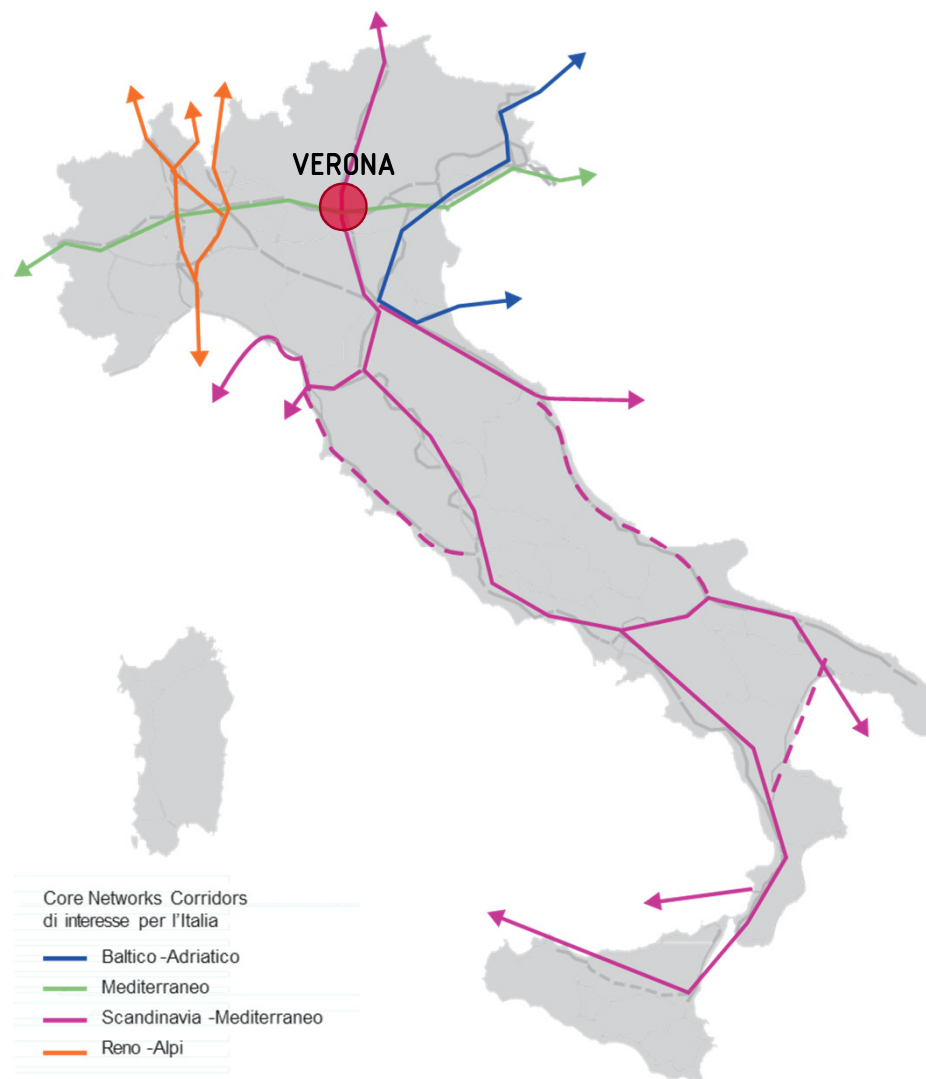 VERONA
Core Networks Corridors
di interesse per l'Italia
Baltico -Adriatico
Mediterraneo
Scandinavia -Mediterraneo
Reno -Alpi